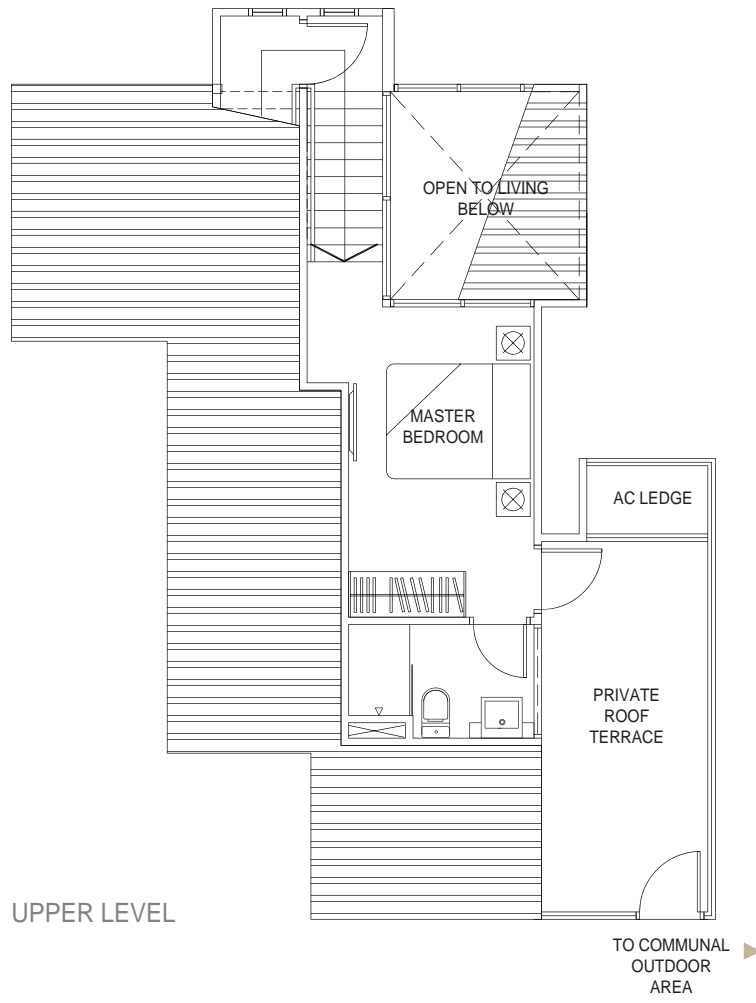 OPEN TO LIVING
BELOW
MASTER
BEDROOM
AC LEDGE
PRIVATE
ROOF
TERRACE
UPPER LEVEL
TO COMMUNAL
OUTDOOR
AREA